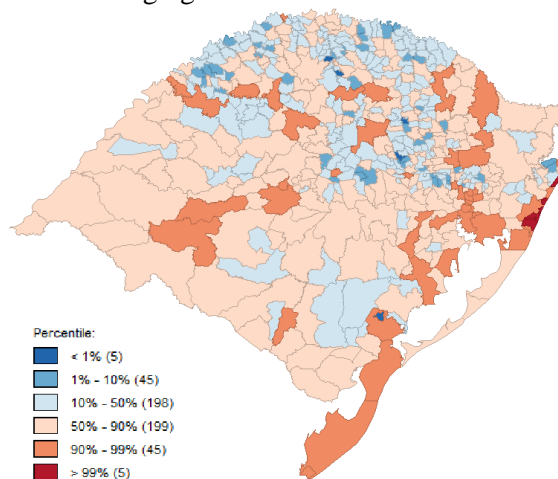 Percentile:
< 1% (5)
1% - 10% (45)
10% - 50% (198)
50% - 90% (199)
90% - 99% (45)
> 99% (5)